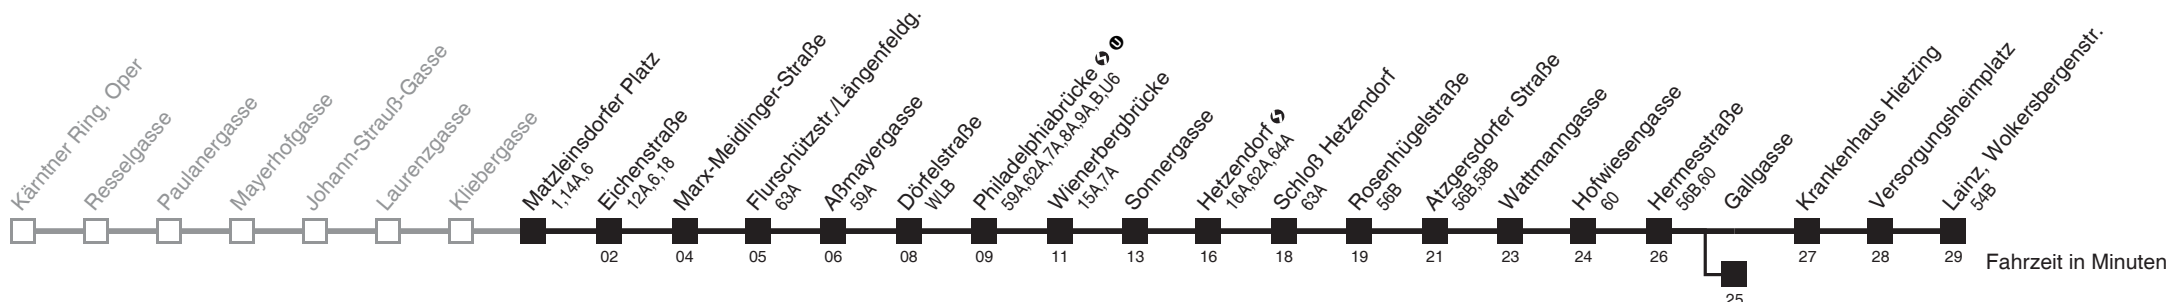 Kärntner Ring, Oper
Resselgasse
Paulanergasse
Mayerhofgasse
Johann-Strauß-Gasse
Laurenzgasse
Kliebergasse
Matzleinsdorfer Platz
1,14A,6
Eichenstraße
12A,6,18
02
Marx-Meidlinger-Straße
04
Flurschützstr./Längenfeldg.
63A
05
Aßmayergasse
59A
06
Dörfelstraße
WLB
08
Philadelphiabrücke S U
59A,62A,7A,8A,9A,B,U6
09
Wienerbergbrücke
15A,7A
11
Sonnergasse
13
Hetzendorf S
16A,62A,64A
16
Schloß Hetzendorf
63A
18
Rosenhügelstraße
56B
19
Atzgersdorfer Straße
56B,58B
21
Wattmanngasse
23
Hofwiesengasse
60
24
Hermesstraße
56B,60
26
Gallgasse
25
Krankenhaus Hietzing
27
Versorgungsheimplatz
28
Lainz, Wolkersbergenstr.
54B
29
Fahrzeit in Minuten